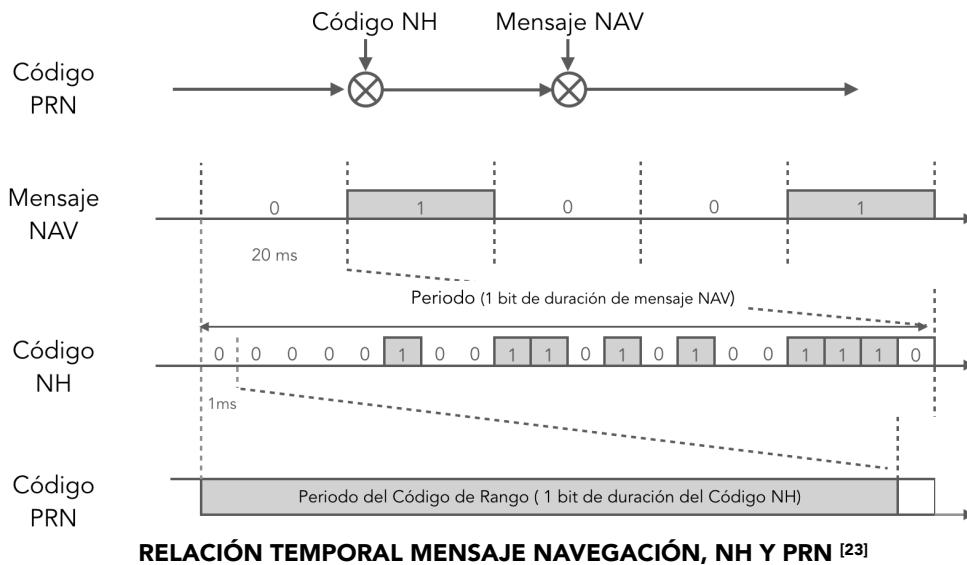 Código NH Mensaje NAV
Código
PRN
Mensaje
NAV
0 1 0 0 1
20 ms
Periodo (1 bit de duración de mensaje NAV)
Código
NH
0 0 0 0 0 1 0 0 1 1 0 1 0 1 0 0 1 1 1 0
1ms
Código
PRN
Periodo del Código de Rango ( 1 bit de duración del Código NH)
RELACIÓN TEMPORAL MENSAJE NAVEGACIÓN, NH Y PRN [23]